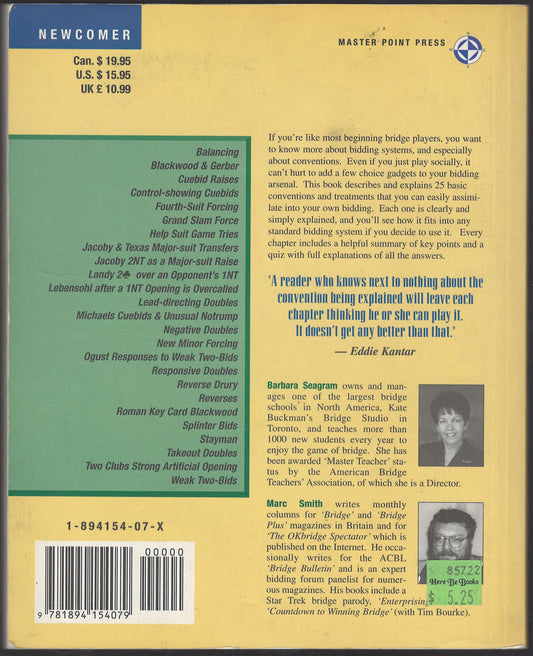 NEWCOMER
MASTER POINT PRESS
Can. $ 19.95
U.S. $ 15.95
UK £ 10.99
Balancing
Blackwood & Gerber
Cuebid Raises
Control-showing Cuebids
Fourth-Suit Forcing
Grand Slam Force
Help Suit Game Tries
Jacoby & Texas Major-suit Transfers
Jacoby 2NT as a Major-suit Raise
Landy 2♣ over an Opponent's 1NT
Lebensohl after a 1NT Opening is Overcalled
Lead-directing Doubles
Michaels Cuebids & Unusual Notrump
Negative Doubles
New Minor Forcing
Ogust Responses to Weak Two-Bids
Responsive Doubles
Reverse Drury
Reverses
Roman Key Card Blackwood
Splinter Bids
Stayman
Takeout Doubles
Two Clubs Strong Artificial Opening
Weak Two-Bids
If you're like most beginning bridge players, you want
to know more about bidding systems, and especially
about conventions. Even if you just play socially, it
can't hurt to add a few choice gadgets to your bidding
arsenal. This book describes and explains 25 basic
conventions and treatments that you can easily assimi-
late into your own bidding. Each one is clearly and
simply explained, and you'll see how it fits into any
standard bidding system if you decide to use it. Every
chapter includes a helpful summary of key points and a
quiz with full explanations of all the answers.
"A reader who knows next to nothing about the
convention being explained will leave each
chapter thinking he or she can play it.
It doesn't get any better than that."
— Eddie Kantar
Barbara Seagram owns and man-
ages one of the largest bridge
schools in North America, Kate
Buckman's Bridge Studio in
Toronto, and teaches more than
1000 new students every year to
enjoy the game of bridge. She has
been awarded 'Master Teacher' sta-
tus by the American Bridge
Teachers' Association, of which she is a Director.
Marc Smith writes monthly
columns for 'Bridge' and 'Bridge
Plus' magazines in Britain and for
'The OKbridge Spectator' which is
published on the Internet. He occa-
sionally writes for the ACBL
'Bridge Bulletin' and is an expert
bidding forum panelist for numer-
ous magazines. His books include a
Star Trek bridge parody, 'Enterprising
'Countdown to Winning Bridge' (with Tim Bourke).
85722
Here Be Books
$ 5.25
1-894154-07-X
00000
9 781894 154079